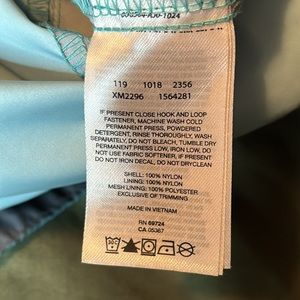 119 1018 2356
XM2296 1564281
IF PRESENT CLOSE HOOK AND LOOP
FASTENER, MACHINE WASH COLD
PERMANENT PRESS, POWDERED
DETERGENT, RINSE THOROUGHLY, WASH
SEPARATELY, DO NOT BLEACH, TUMBLE DRY
PERMANENT PRESS LOW, IRON LOW, DO
NOT USE FABRIC SOFTENER, IF PRESENT
DO NOT IRON DECAL, DO NOT DRY
SHELL: 100% NYLON
LINING: 100% NYLON
MESH LINING: 100% POLYESTER
EXCLUSIVE OF TRIMMING
MADE IN VIETNAM
RN 69724
CA 05367